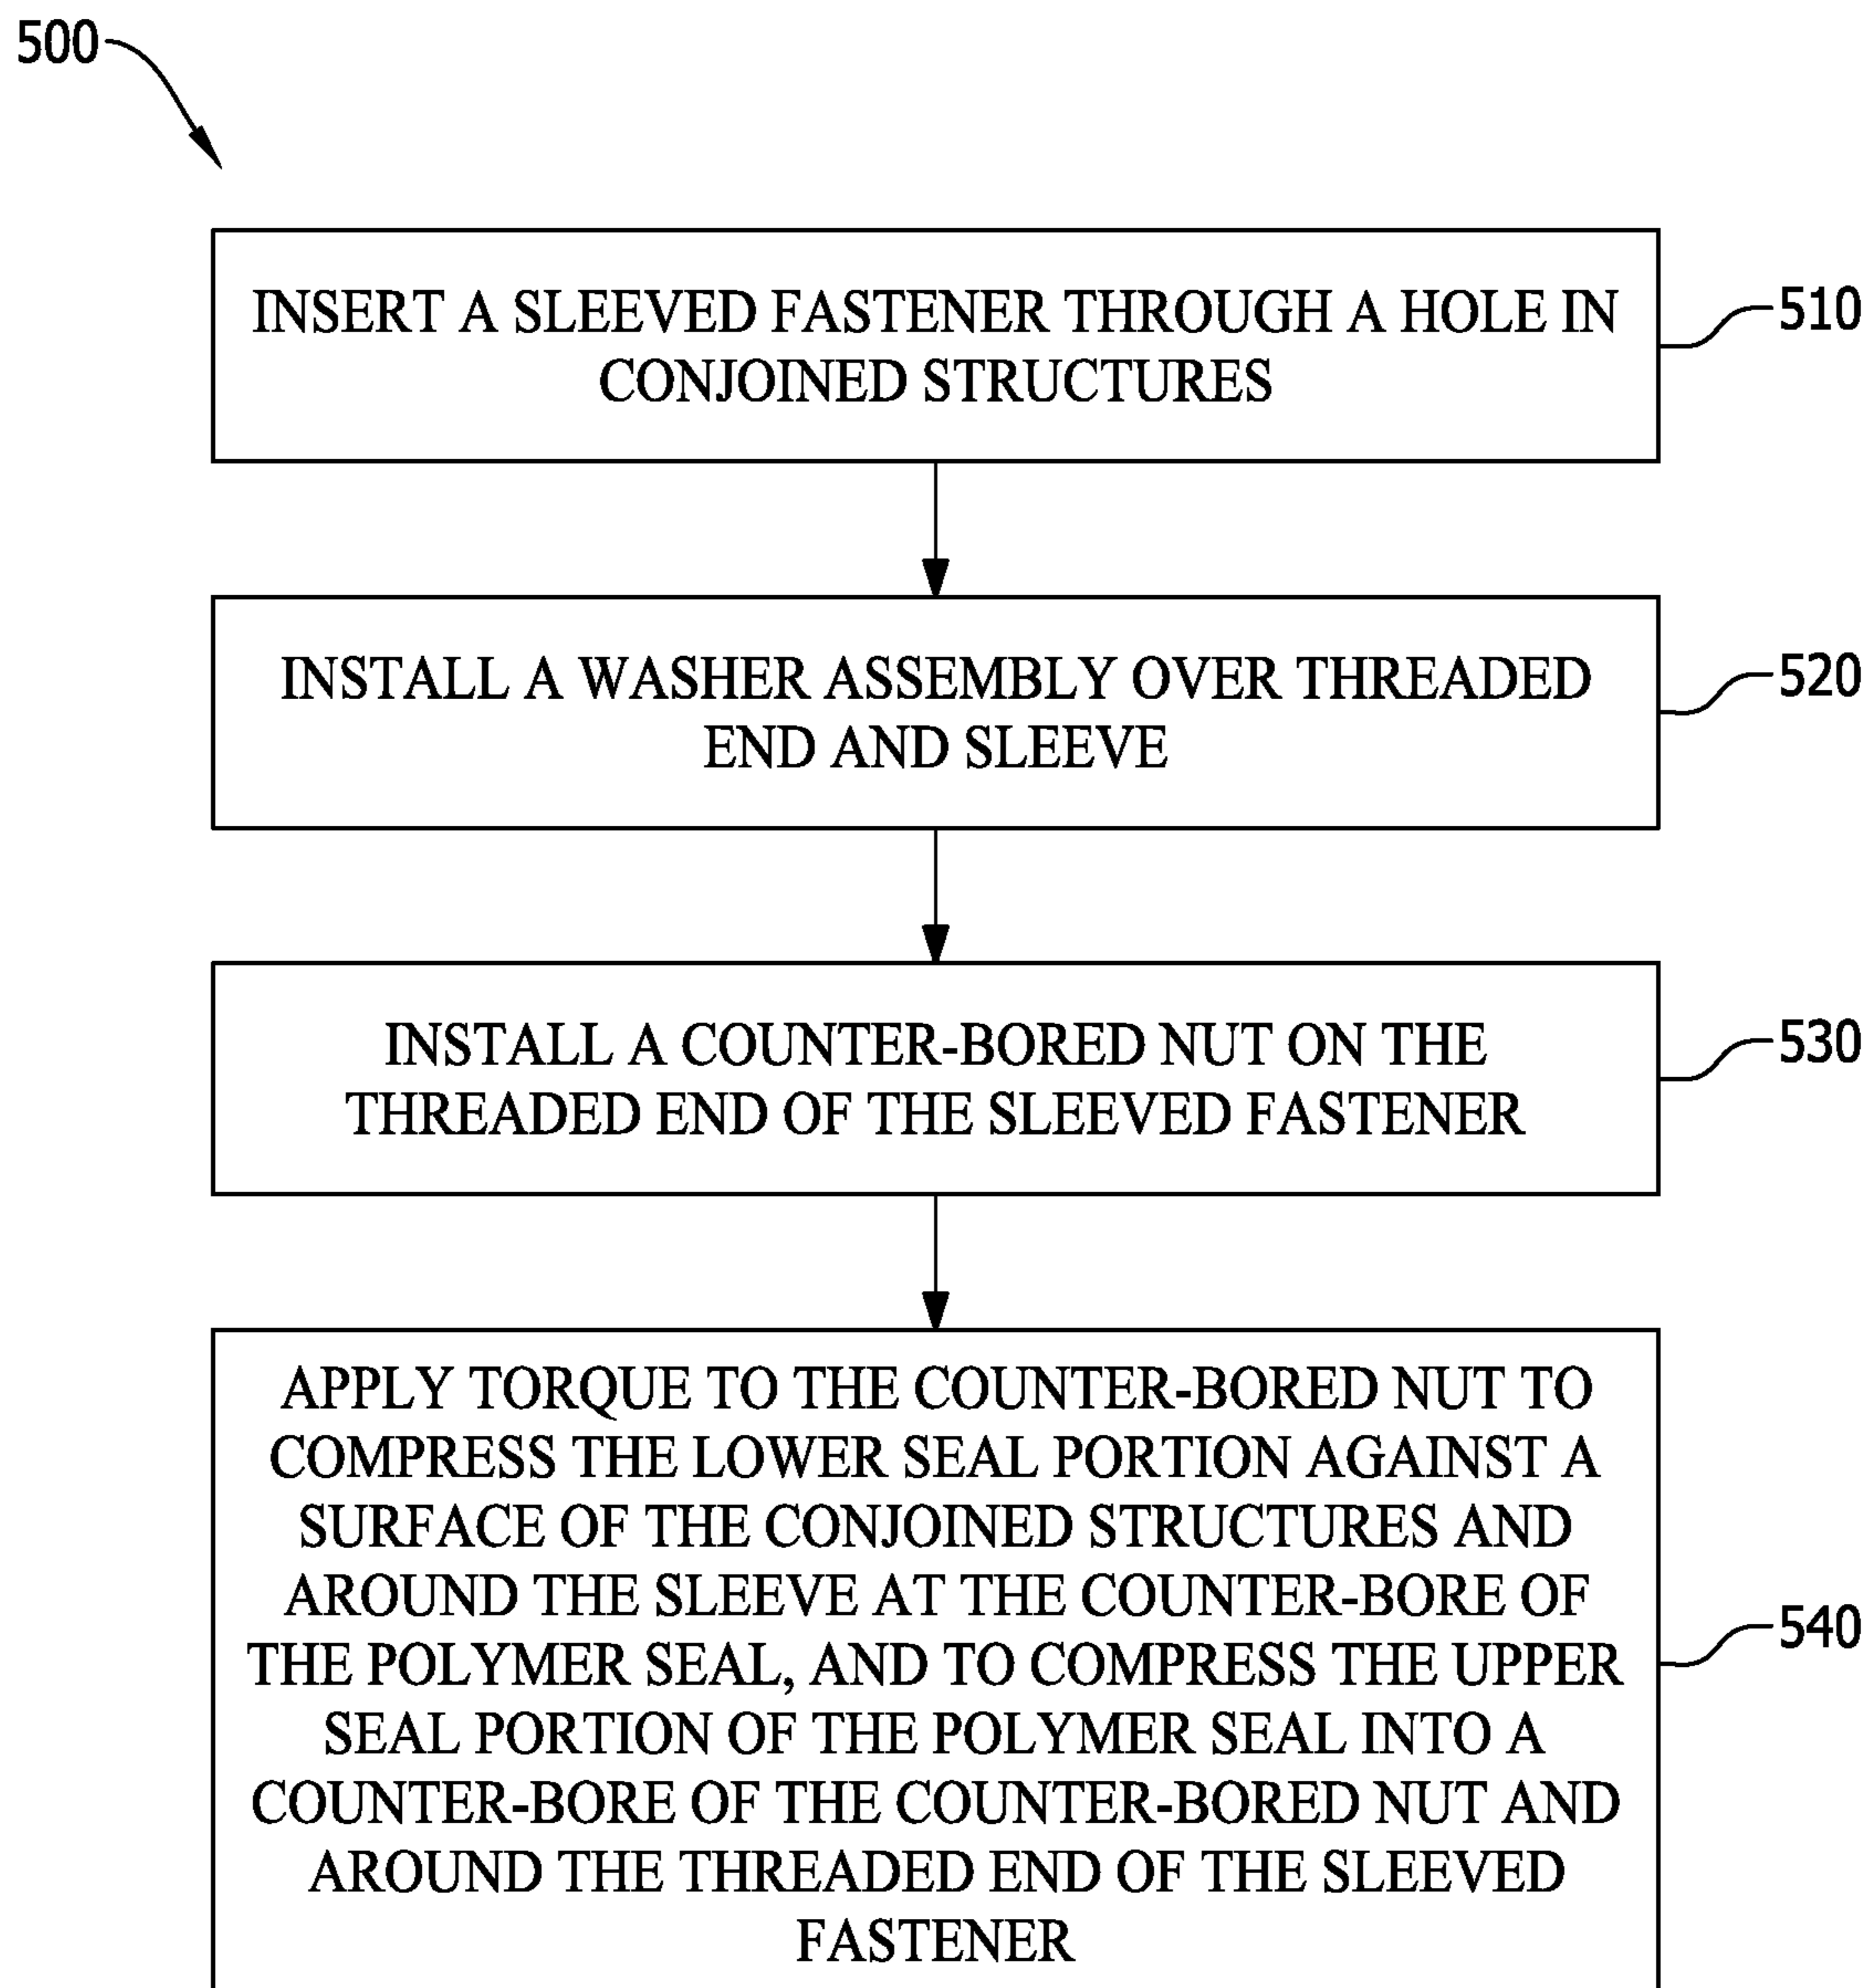 500
INSERT A SLEEVED FASTENER THROUGH A HOLE IN
CONJOINED STRUCTURES
510
INSTALL A WASHER ASSEMBLY OVER THREADED
END AND SLEEVE
520
INSTALL A COUNTER-BORED NUT ON THE
THREADED END OF THE SLEEVED FASTENER
530
APPLY TORQUE TO THE COUNTER-BORED NUT TO
COMPRESS THE LOWER SEAL PORTION AGAINST A
SURFACE OF THE CONJOINED STRUCTURES AND
AROUND THE SLEEVE AT THE COUNTER-BORE OF
THE POLYMER SEAL, AND TO COMPRESS THE UPPER
SEAL PORTION OF THE POLYMER SEAL INTO A
COUNTER-BORE OF THE COUNTER-BORED NUT AND
AROUND THE THREADED END OF THE SLEEVED
FASTENER
540